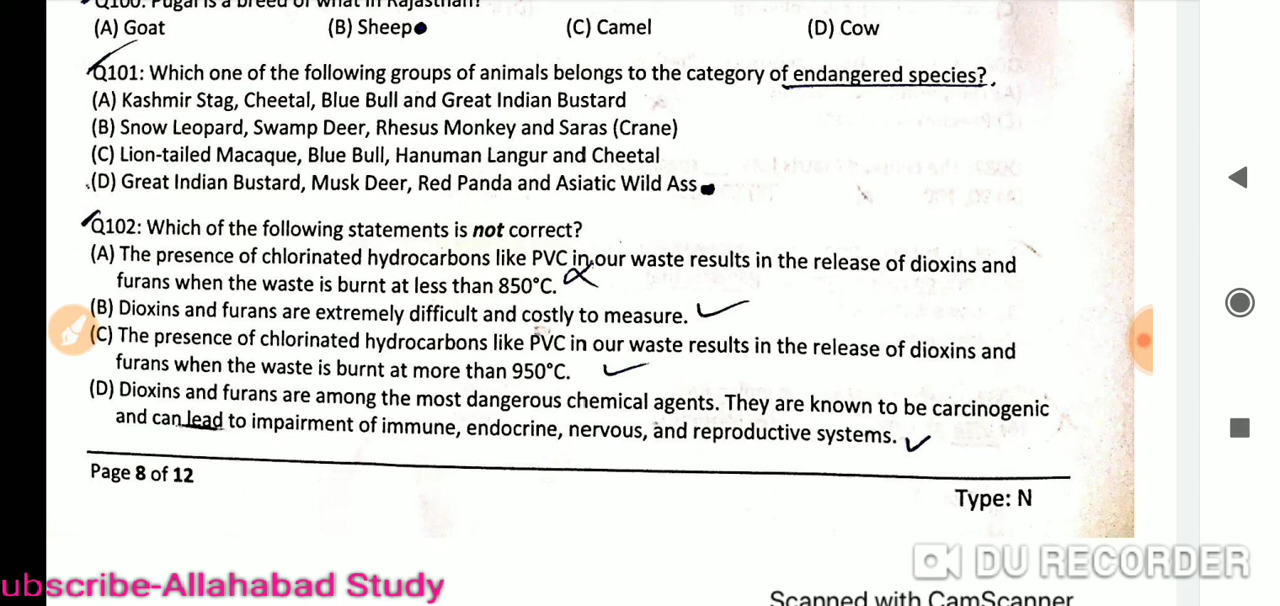 Q100: Pugal is a breed of what in Rajasthan?
(A) Goat (B) Sheep (C) Camel (D) Cow
Q101: Which one of the following groups of animals belongs to the category of endangered species?
(A) Kashmir Stag, Cheetal, Blue Bull and Great Indian Bustard
(B) Snow Leopard, Swamp Deer, Rhesus Monkey and Saras (Crane)
(C) Lion-tailed Macaque, Blue Bull, Hanuman Langur and Cheetal
(D) Great Indian Bustard, Musk Deer, Red Panda and Asiatic Wild Ass
Q102: Which of the following statements is not correct?
(A) The presence of chlorinated hydrocarbons like PVC in our waste results in the release of dioxins and
furans when the waste is burnt at less than 850°C.
(B) Dioxins and furans are extremely difficult and costly to measure.
(C) The presence of chlorinated hydrocarbons like PVC in our waste results in the release of dioxins and
furans when the waste is burnt at more than 950°C.
(D) Dioxins and furans are among the most dangerous chemical agents. They are known to be carcinogenic
and can lead to impairment of immune, endocrine, nervous, and reproductive systems.
Page 8 of 12
Type: N
DU RECORDER
ubscribe-Allahabad Study
Scanned with CamScanner